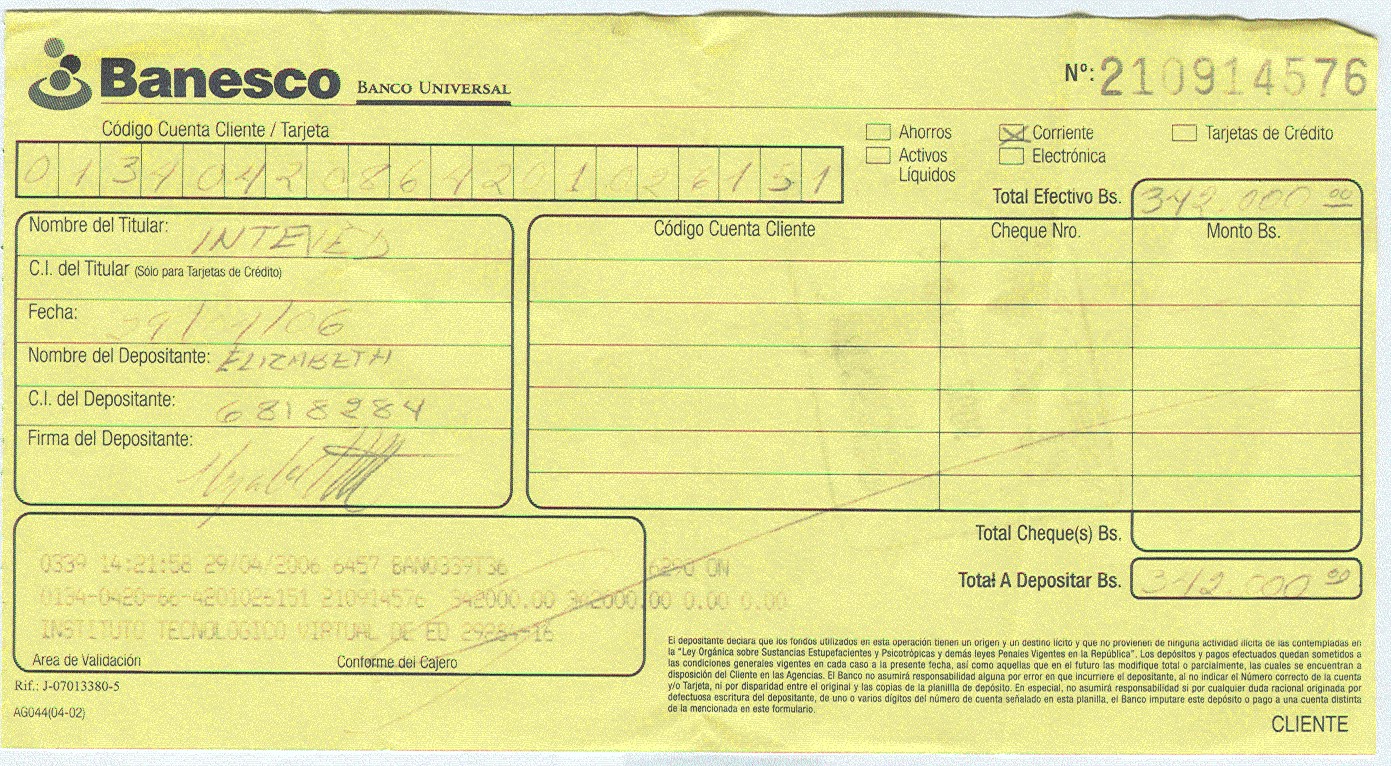 Banesco BANCO UNIVERSAL
Nº: 210914576
Código Cuenta Cliente / Tarjeta
Ahorros Corriente Tarjetas de Crédito
Activos Líquidos Electrónica
01340420864201026151
Total Efectivo Bs. 342.000 00
Nombre del Titular: INTEVED
C.I. del Titular (Sólo para Tarjetas de Crédito)
Fecha: 29/04/06
Nombre del Depositante: ELIZABETH
C.I. del Depositante: 6818284
Firma del Depositante:
Código Cuenta Cliente Cheque Nro. Monto Bs.
Total Cheque(s) Bs.
Total A Depositar Bs. 342.000 00
0339 14:21:58 29/04/2006 6457 BAN0339T36 6290 ON
0134-0420-66-4201026151 210914576 342000.00 342000.00 0.00 0.00
INSTITUTO TECNOLOGICO VIRTUAL DE ED 29284-16
Area de Validación Conforme del Cajero
Rif.: J-07013380-5
AG044(04-02)
El depositante declara que los fondos utilizados en esta operación tienen un origen y un destino lícito y que no provienen de ninguna actividad ilícita de las contempladas en
la "Ley Orgánica sobre Sustancias Estupefacientes y Psicotrópicas y demás leyes Penales Vigentes en la República". Los depósitos y pagos efectuados quedan sometidos a
las condiciones generales vigentes en cada caso a la presente fecha, así como aquellas que en el futuro las modifique total o parcialmente, las cuales se encuentran a
disposición del Cliente en las Agencias. El Banco no asumirá responsabilidad alguna por error en que incurriere el depositante, al no indicar el Número correcto de la cuenta
y/o Tarjeta, ni por disparidad entre el original y las copias de la planilla de depósito. En especial, no asumirá responsabilidad si por cualquier duda racional originada por
defectuosa escritura del depositante, de uno o varios dígitos del número de cuenta señalado en esta planilla, el Banco imputare este depósito o pago a una cuenta distinta
de la mencionada en este formulario.
CLIENTE